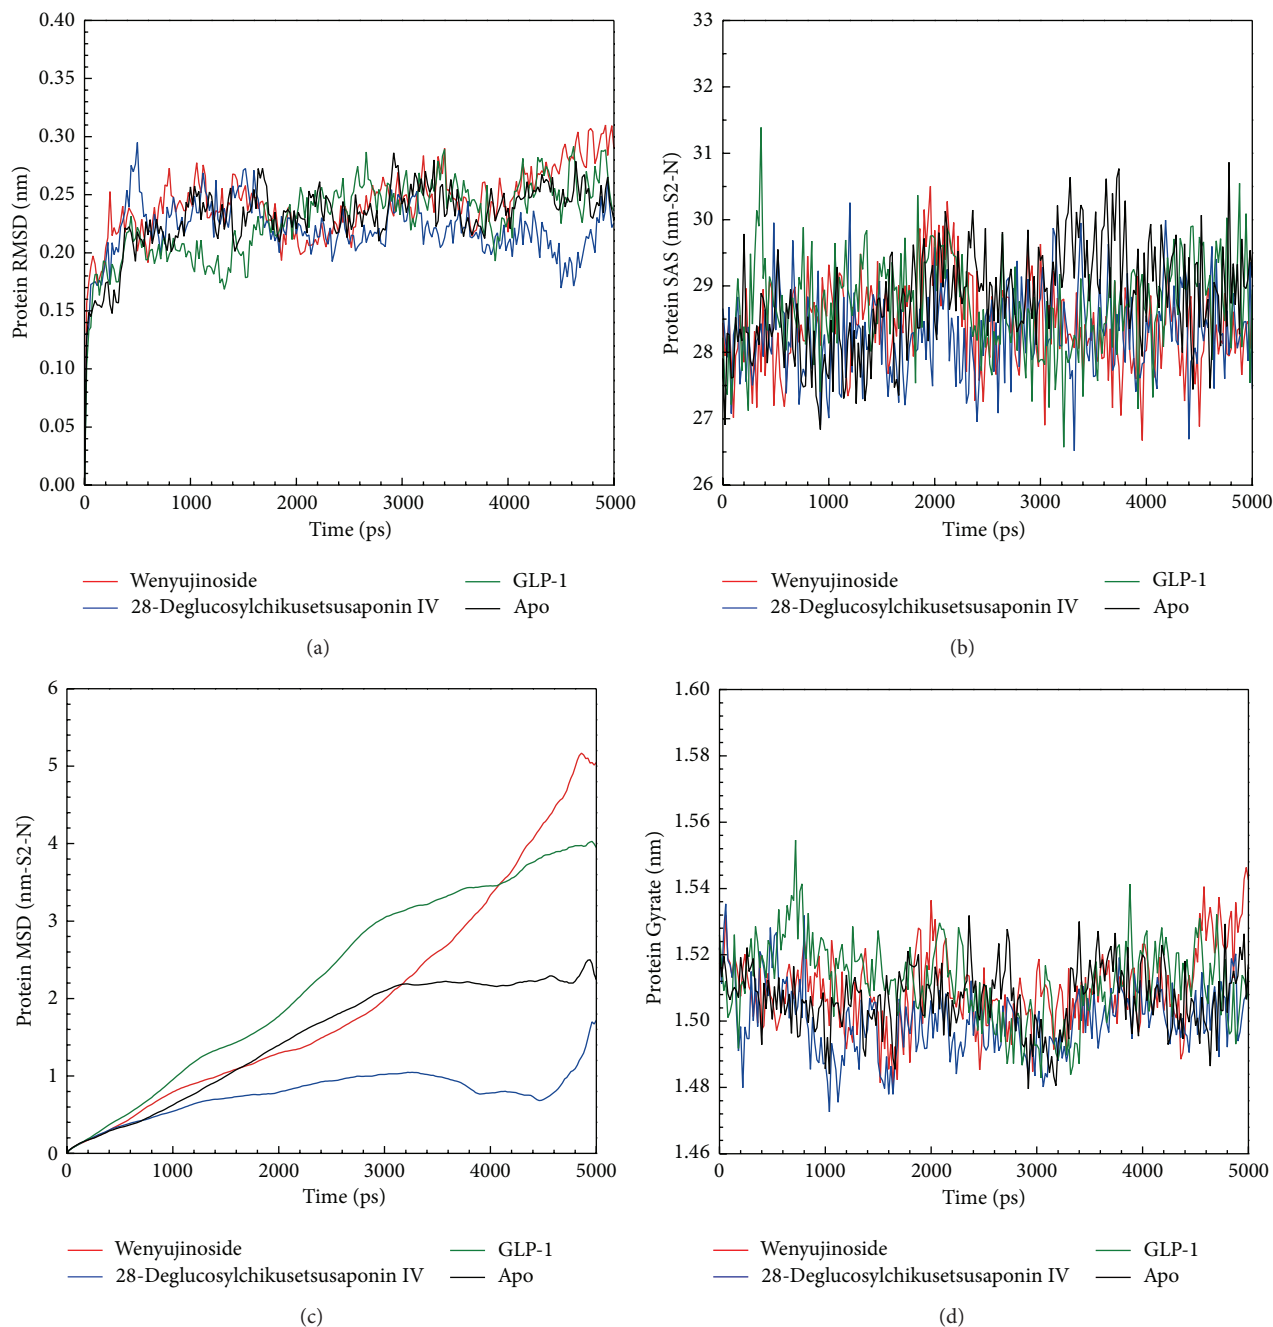 0.40
0.35
0.30
0.25
0.20
0.15
0.10
0.05
0.00
Protein RMSD (nm)
0 1000 2000 3000 4000 5000
Time (ps)
Wenyujinoside
28-Deglucosylchikusetsusaponin IV
GLP-1
Apo
(a)
33
32
31
30
29
28
27
26
Protein SAS (nm-S2-N)
0 1000 2000 3000 4000 5000
Time (ps)
Wenyujinoside
28-Deglucosylchikusetsusaponin IV
GLP-1
Apo
(b)
6
5
4
3
2
1
0
Protein MSD (nm-S2-N)
0 1000 2000 3000 4000 5000
Time (ps)
Wenyujinoside
28-Deglucosylchikusetsusaponin IV
GLP-1
Apo
(c)
1.60
1.58
1.56
1.54
1.52
1.50
1.48
1.46
Protein Gyrate (nm)
0 1000 2000 3000 4000 5000
Time (ps)
Wenyujinoside
28-Deglucosylchikusetsusaponin IV
GLP-1
Apo
(d)